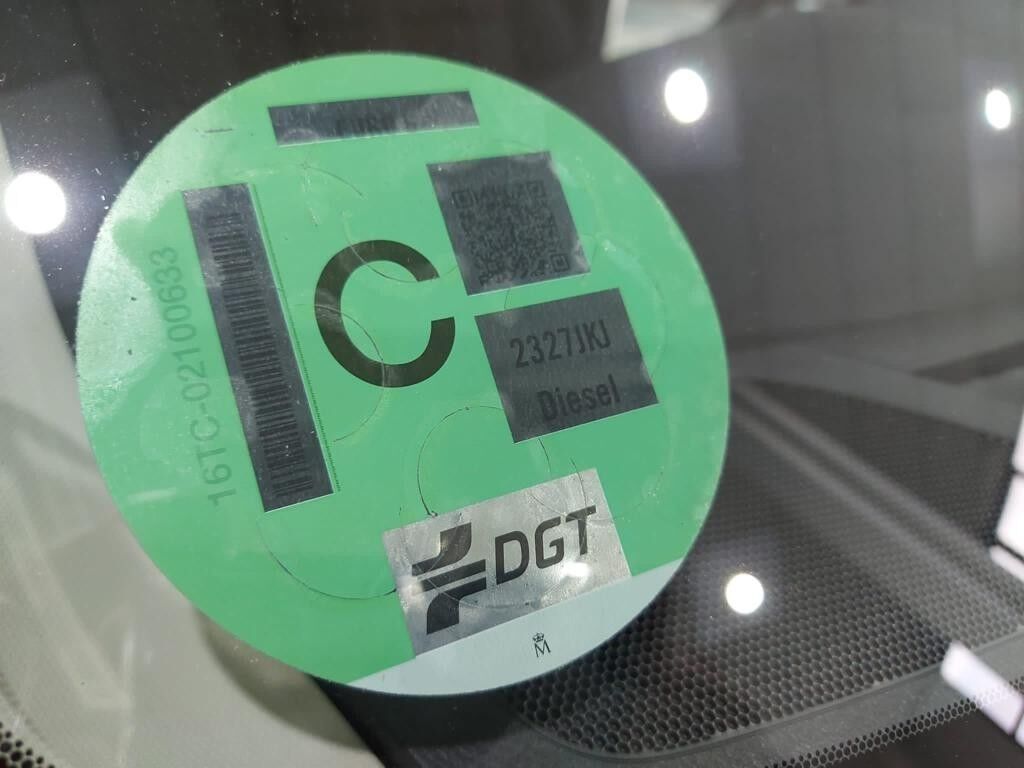 C
2327JKJ
Diesel
16TC-02100633
DGT
M